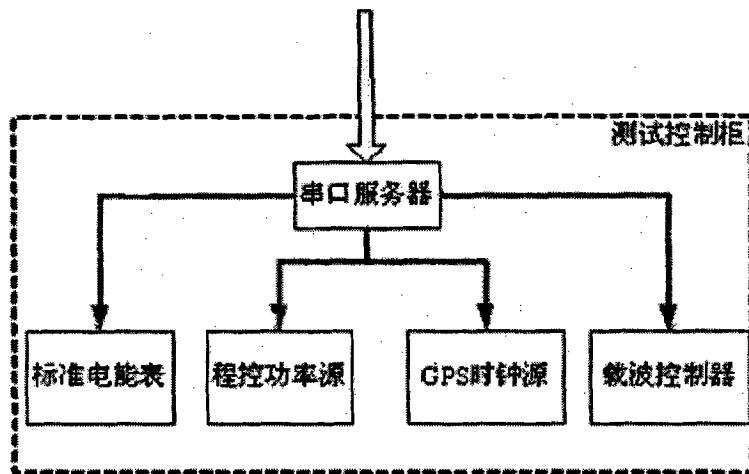 测试控制柜
串口服务器
标准电能表
程控功率源
GPS时钟源
载波控制器